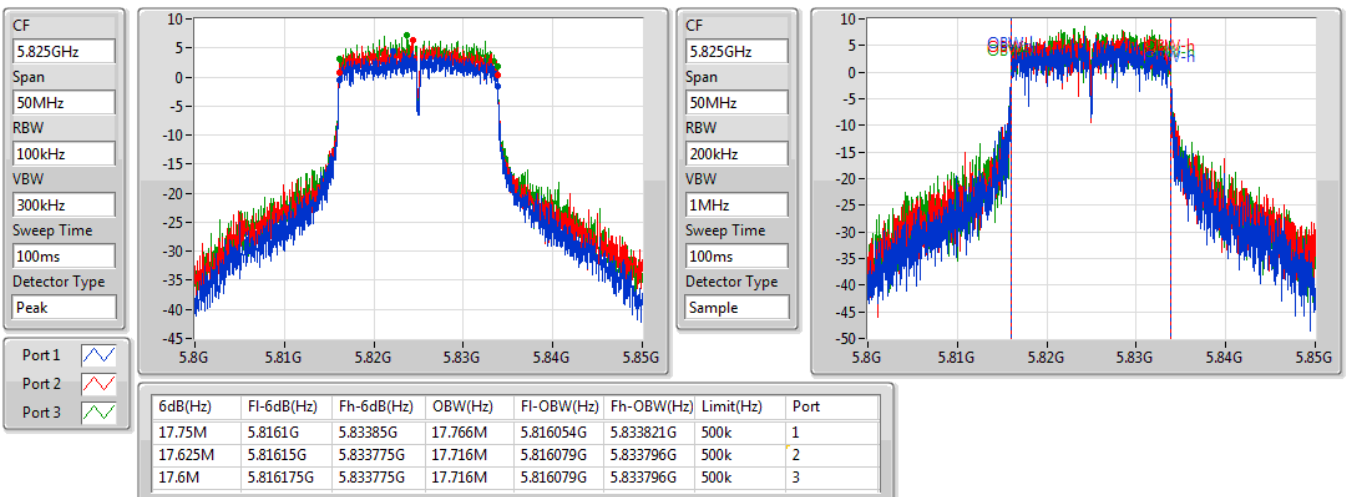 CF
5.825GHz
Span
50MHz
RBW
100kHz
VBW
300kHz
Sweep Time
100ms
Detector Type
Peak
10
5
0
-5
-10
-15
-20
-25
-30
-35
-40
-45
5.8G 5.81G 5.82G 5.83G 5.84G 5.85G
CF
5.825GHz
Span
50MHz
RBW
200kHz
VBW
1MHz
Sweep Time
100ms
Detector Type
Sample
10
5
0
-5
-10
-15
-20
-25
-30
-35
-40
-45
-50
5.8G 5.81G 5.82G 5.83G 5.84G 5.85G
Port 1
Port 2
Port 3
6dB(Hz) Fl-6dB(Hz) Fh-6dB(Hz) OBW(Hz) Fl-OBW(Hz) Fh-OBW(Hz) Limit(Hz) Port
17.75M 5.8161G 5.83385G 17.766M 5.816054G 5.833821G 500k 1
17.625M 5.81615G 5.833775G 17.716M 5.816079G 5.833796G 500k 2
17.6M 5.816175G 5.833775G 17.716M 5.816079G 5.833796G 500k 3